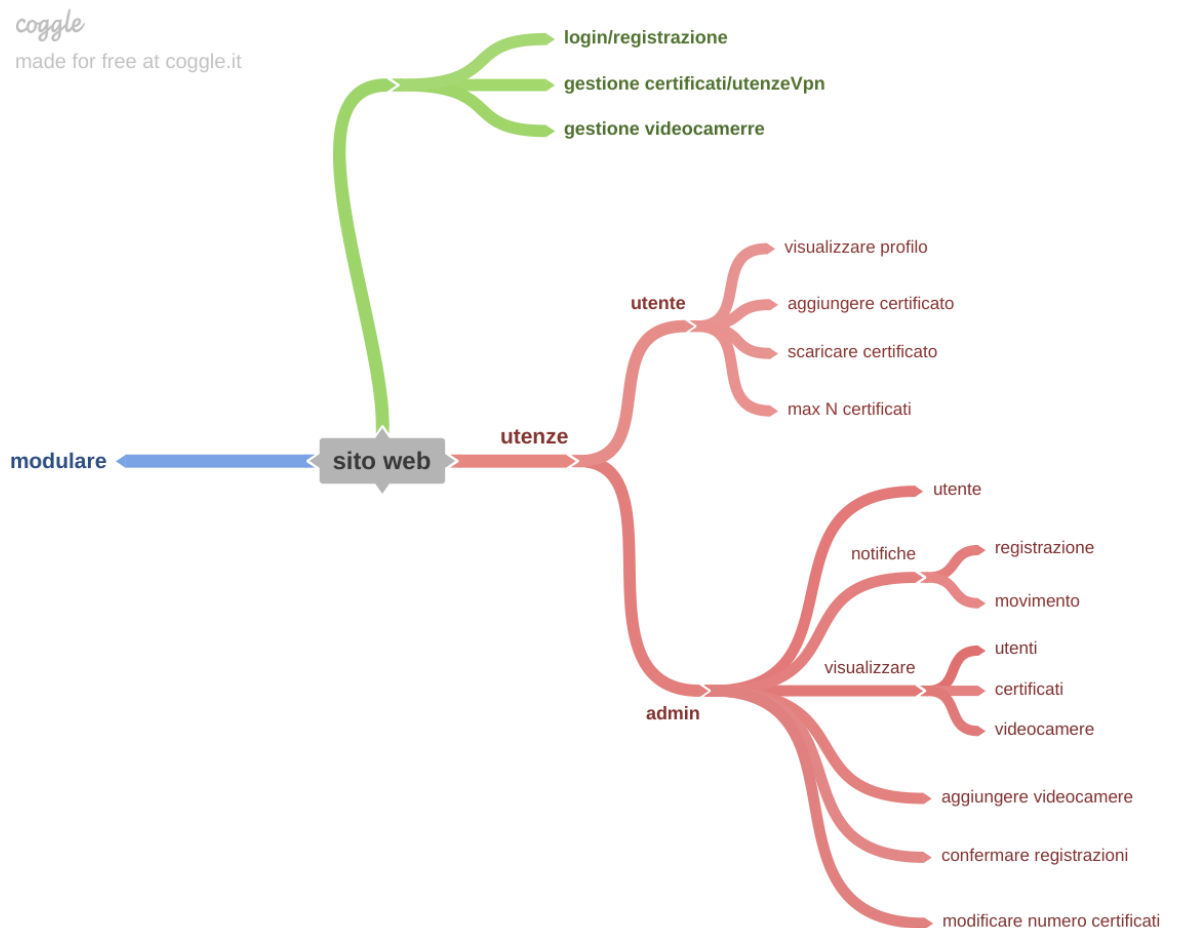 coggle
made for free at coggle.it
login/registrazione
gestione certificati/utenzeVpn
gestione videocamerre
visualizzare profilo
utente
aggiungere certificato
scaricare certificato
max N certificati
utenze
modulare
sito web
utente
notifiche
registrazione
movimento
visualizzare
utenti
certificati
videocamere
admin
aggiungere videocamere
confermare registrazioni
modificare numero certificati